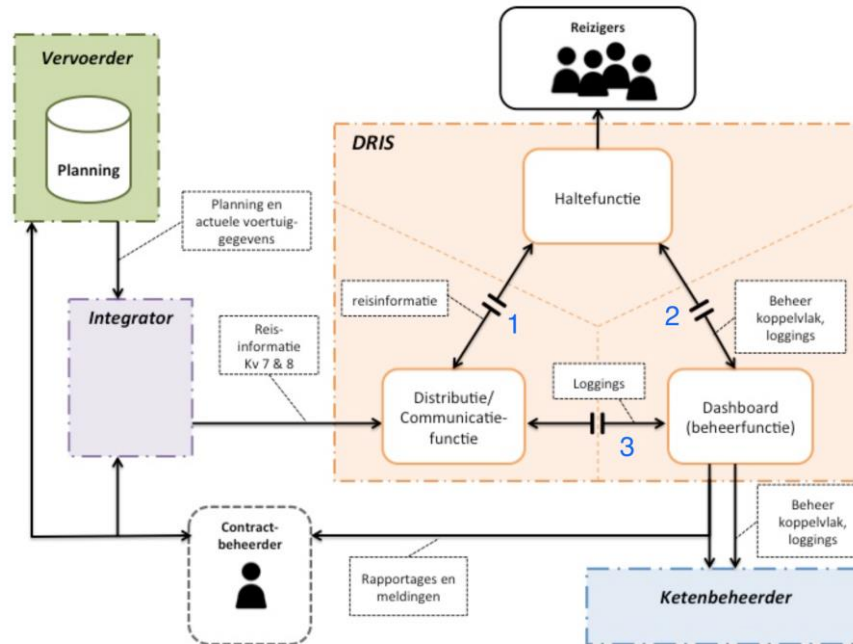 Reizigers
Vervoerder
Planning
DRIS
Haltefunctie
Planning en
actuele voertuig-
gegevens
reisinformatie
1
2
Beheer
koppelvlak,
loggings
Integrator
Reis-
informatie
Kv 7 & 8
Distributie/
Communicatie-
functie
Loggings
3
Dashboard
(beheerfunctie)
Contract-
beheerder
Rapportages en
meldingen
Beheer
koppelvlak,
loggings
Ketenbeheerder